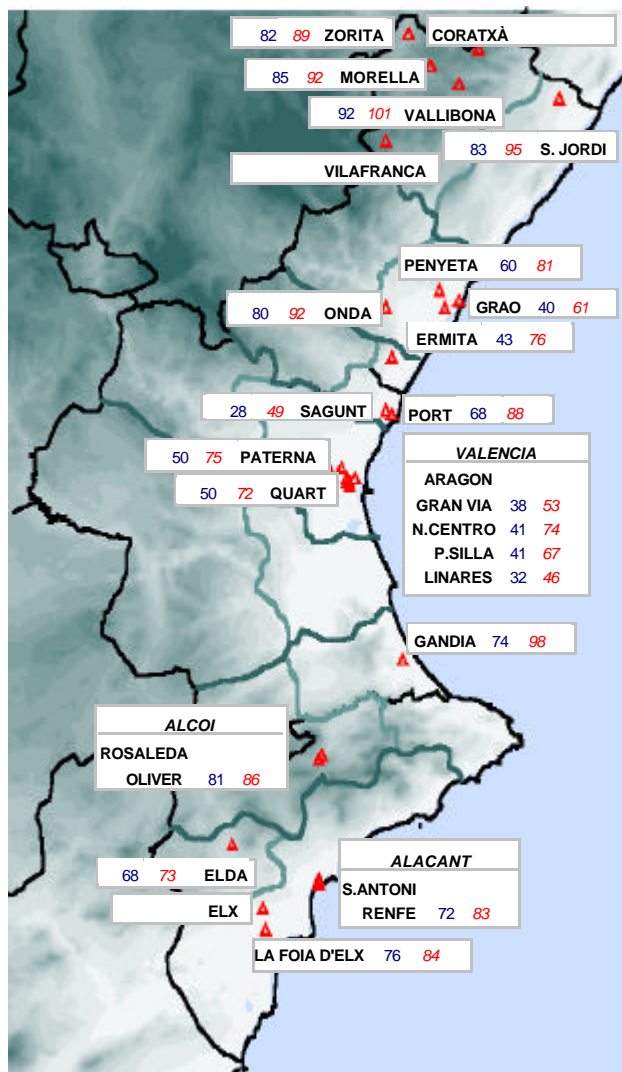 82 89 ZORITA
CORATXÀ
85 92 MORELLA
92 101 VALLIBONA
83 95 S. JORDI
VILAFRANCA
PENYETA 60 81
80 92 ONDA
GRAO 40 61
ERMITA 43 76
28 49 SAGUNT
PORT 68 88
50 75 PATERNA
50 72 QUART
VALENCIA
ARAGON
GRAN VIA 38 53
N.CENTRO 41 74
P.SILLA 41 67
LINARES 32 46
GANDIA 74 98
ALCOI
ROSALEDA
OLIVER 81 86
68 73 ELDA
ELX
ALACANT
S.ANTONI
RENFE 72 83
LA FOIA D'ELX 76 84